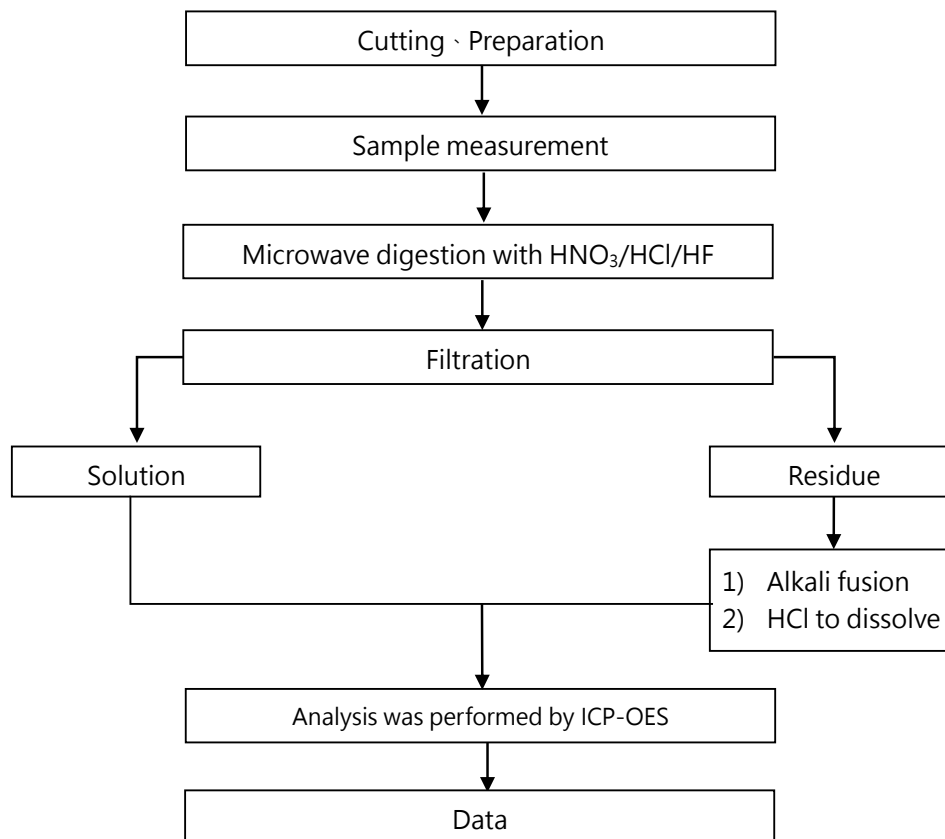 Cutting、Preparation
Sample measurement
Microwave digestion with HNO₃/HCl/HF
Filtration
Solution
Residue
1) Alkali fusion
2) HCl to dissolve
Analysis was performed by ICP-OES
Data